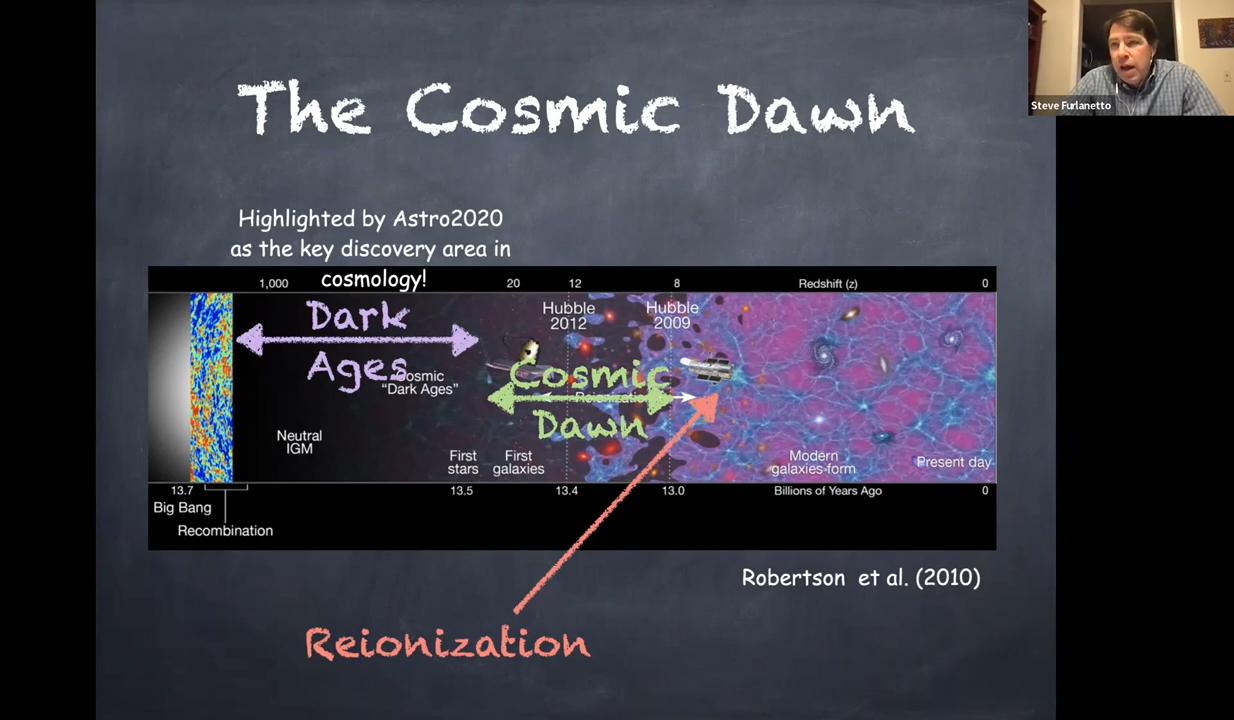 The Cosmic Dawn
Steve Furlanetto
Highlighted by Astro2020
as the key discovery area in
cosmology!
1,000
20
12
8
Redshift (z)
0
Dark
Ages
Hubble
2012
Hubble
2009
Cosmic
"Dark Ages"
Cosmic
Dawn
Reionization
Neutral
IGM
First
stars
First
galaxies
Modern
galaxies form
Present day
13.7
13.5
13.4
13.0
Billions of Years Ago
0
Big Bang
Recombination
Robertson et al. (2010)
Reionization